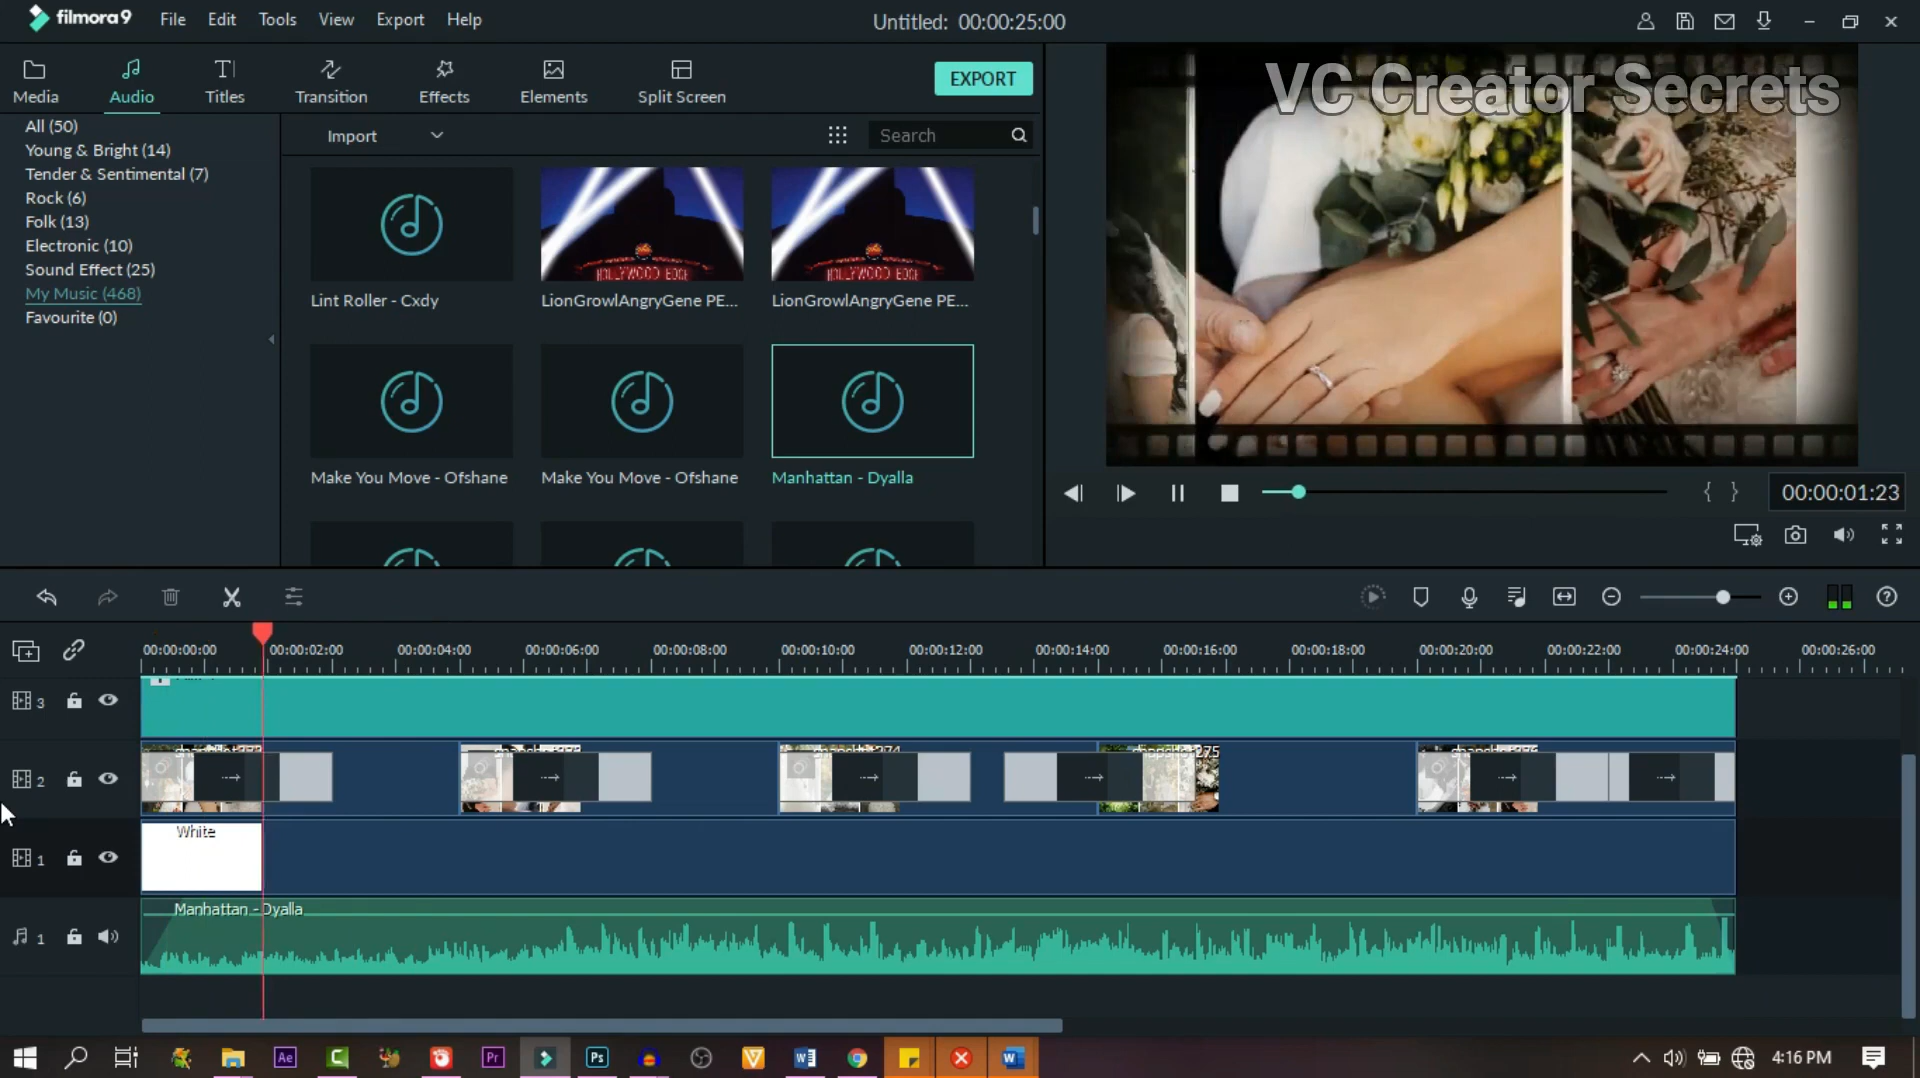 filmora9
File
Edit
Tools
View
Export
Help
Untitled: 00:00:25:00
Media
Audio
Titles
Transition
Effects
Elements
Split Screen
EXPORT
VC Creator Secrets
All (50)
Young & Bright (14)
Tender & Sentimental (7)
Rock (6)
Folk (13)
Electronic (10)
Sound Effect (25)
My Music (468)
Favourite (0)
Import
Search
HOLLYWOOD EDGE
HOLLYWOOD EDGE
Lint Roller - Cxdy
LionGrowlAngryGene PE...
LionGrowlAngryGene PE...
Make You Move - Ofshane
Make You Move - Ofshane
Manhattan - Dyalla
00:00:01:23
00:00:00:00
00:00:02:00
00:00:04:00
00:00:06:00
00:00:08:00
00:00:10:00
00:00:12:00
00:00:14:00
00:00:16:00
00:00:18:00
00:00:20:00
00:00:22:00
00:00:24:00
00:00:26:00
3
2
1
White
1
Manhattan - Dyalla
Ae
Pr
Ps
4:16 PM